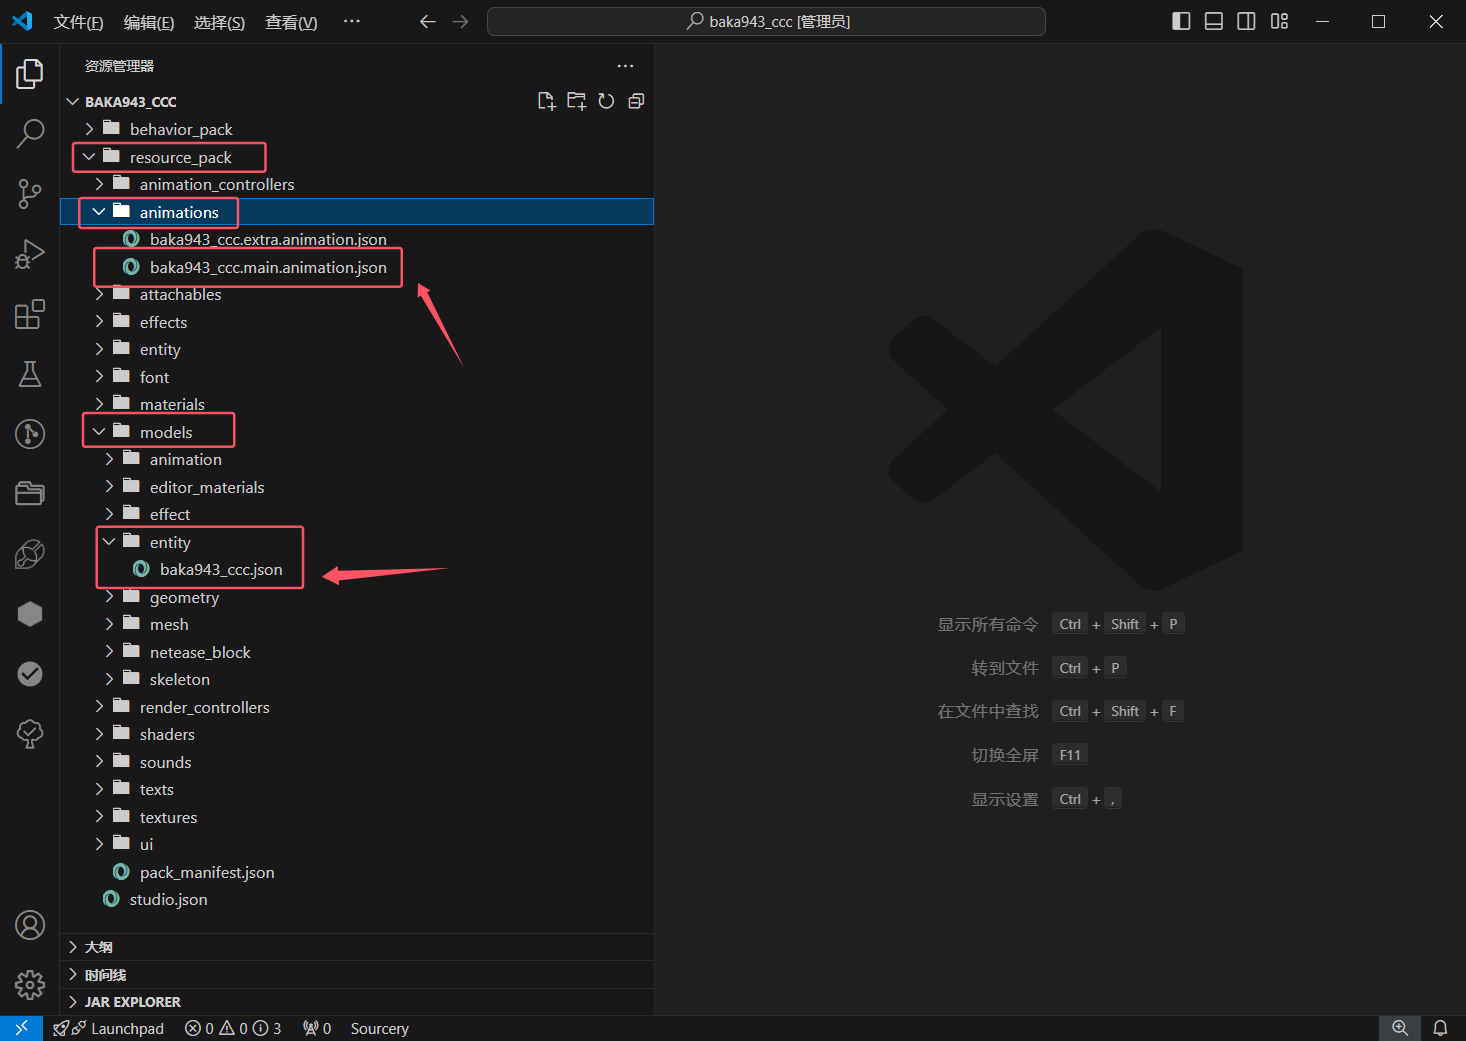 文件(F) 编辑(E) 选择(S) 查看(V) ··· baka943_ccc [管理员]
资源管理器
BAKA943_CCC
behavior_pack
resource_pack
animation_controllers
animations
baka943_ccc.extra.animation.json
baka943_ccc.main.animation.json
attachables
effects
entity
font
materials
models
animation
editor_materials
effect
entity
baka943_ccc.json
geometry
mesh
netease_block
skeleton
render_controllers
shaders
sounds
texts
textures
ui
pack_manifest.json
studio.json
大纲
时间线
JAR EXPLORER
显示所有命令 Ctrl + Shift + P
转到文件 Ctrl + P
在文件中查找 Ctrl + Shift + F
切换全屏 F11
显示设置 Ctrl + ,
Launchpad 0 0 3 0 Sourcery